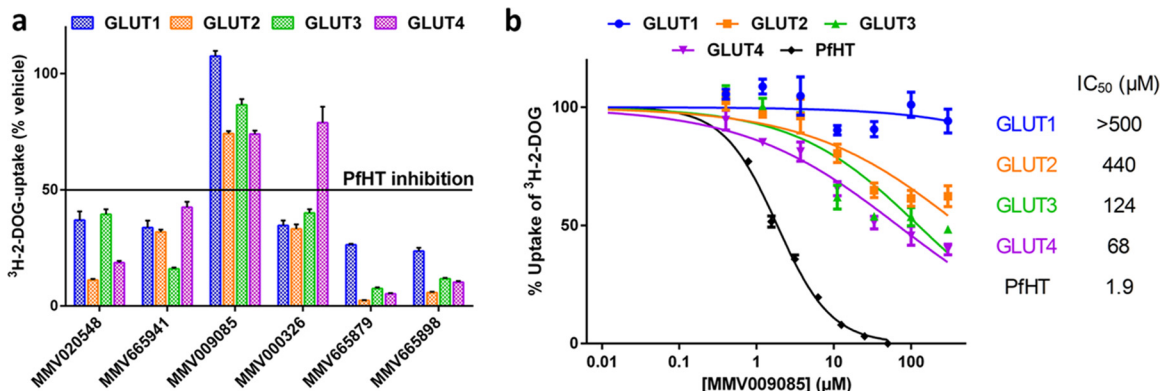 a
GLUT1 GLUT2 GLUT3 GLUT4
³H-2-DOG-uptake (% vehicle)
100
50
0
PfHT inhibition
MMV020548
MMV665941
MMV009085
MMV000326
MMV665879
MMV665898
b
GLUT1 GLUT2 GLUT3
GLUT4 PfHT
% Uptake of ³H-2-DOG
100
50
0
0.01 0.1 1 10 100
[MMV009085] (µM)
IC₅₀ (µM)
GLUT1 >500
GLUT2 440
GLUT3 124
GLUT4 68
PfHT 1.9